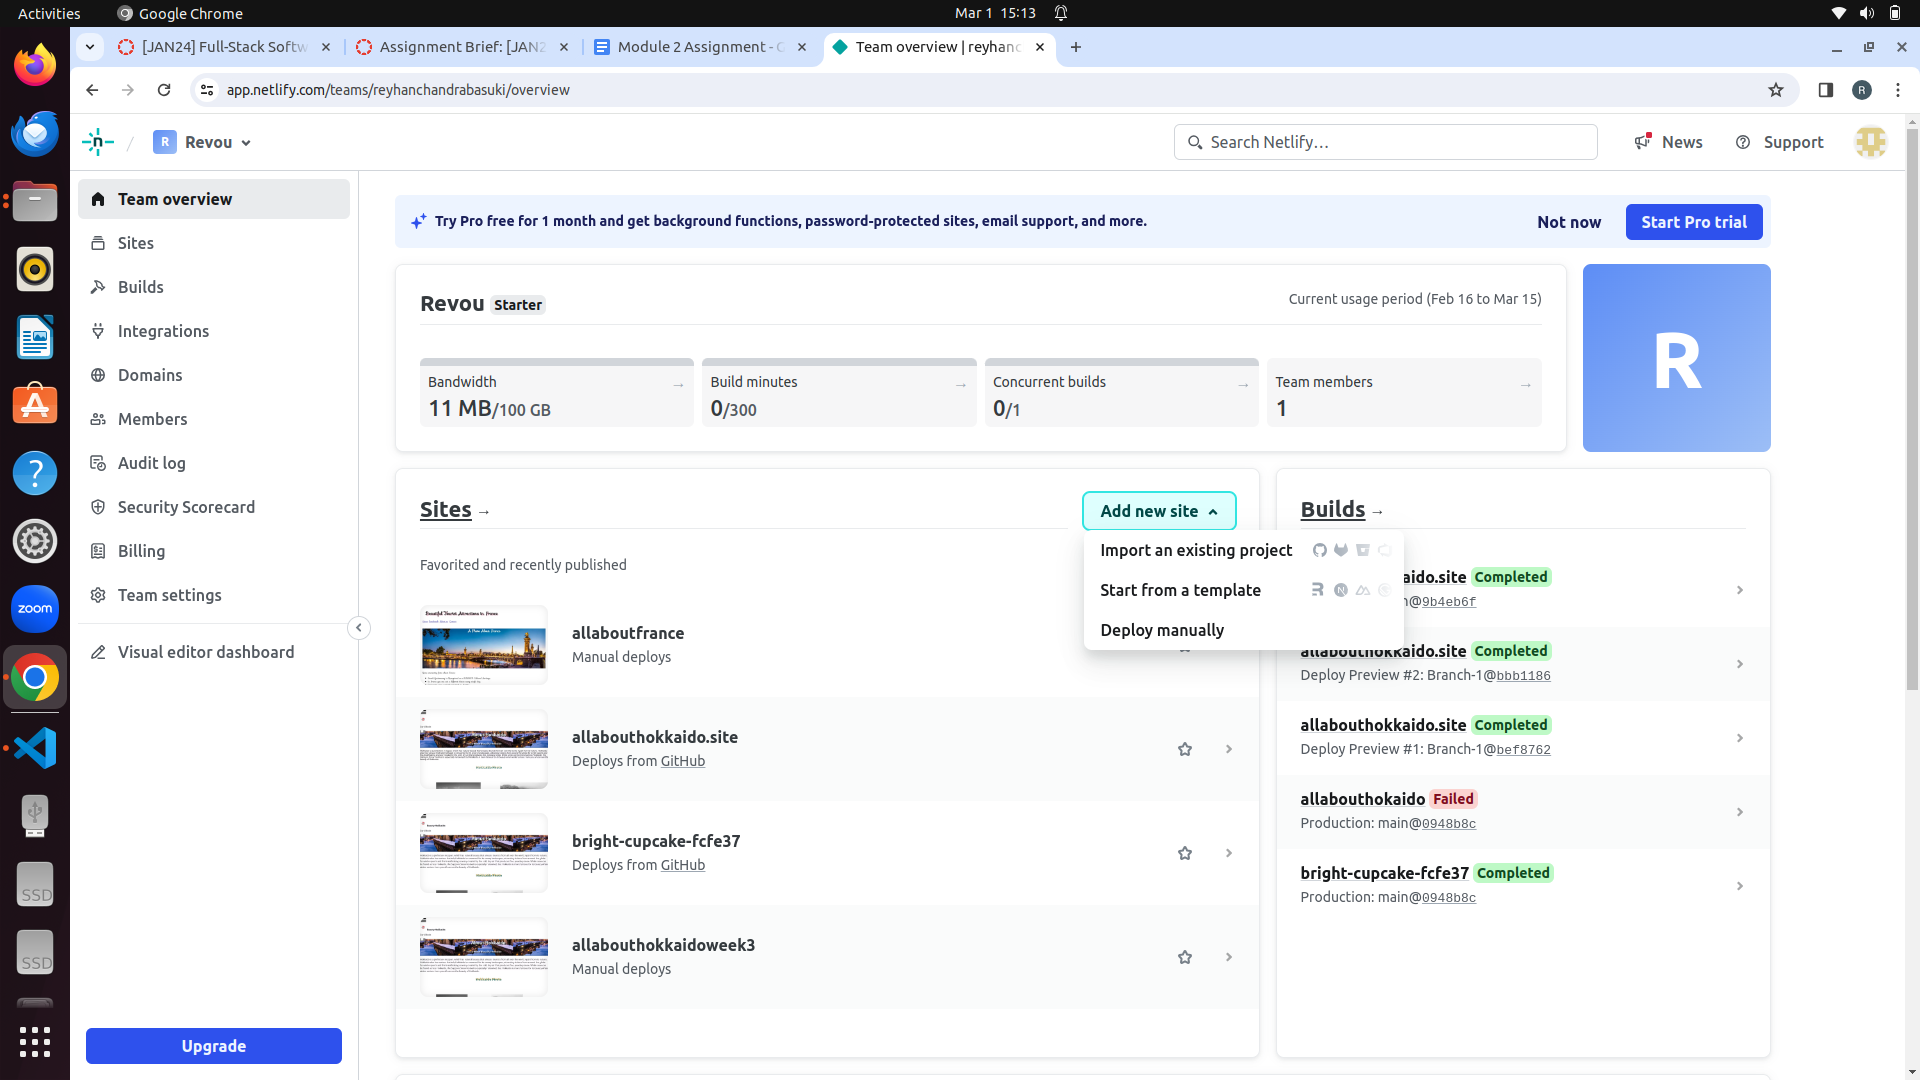 Activities
Google Chrome
Mar 1 15:13
[JAN24] Full-Stack Softw
Assignment Brief: [JAN2
Module 2 Assignment - G
Team overview | reyhanc
app.netlify.com/teams/reyhanchandrabasuki/overview
R
R
Revou
Search Netlify...
News
Support
Team overview
Sites
Builds
Integrations
Domains
Members
Audit log
Security Scorecard
Billing
Team settings
Visual editor dashboard
Upgrade
Try Pro free for 1 month and get background functions, password-protected sites, email support, and more.
Not now
Start Pro trial
Revou Starter
Current usage period (Feb 16 to Mar 15)
Bandwidth →
11 MB/100 GB
Build minutes →
0/300
Concurrent builds →
0/1
Team members →
1
R
Sites →
Add new site
Import an existing project
Start from a template
Deploy manually
Favorited and recently published
Beautiful Tourist Attractions in France
allaboutfrance
Manual deploys
allabouthokkaido.site
Deploys from GitHub
bright-cupcake-fcfe37
Deploys from GitHub
allabouthokkaidoweek3
Manual deploys
Builds →
aido.site Completed
n@9b4eb6f
allabouthokkaido.site Completed
Deploy Preview #2: Branch-1@bbb1186
allabouthokkaido.site Completed
Deploy Preview #1: Branch-1@bef8762
allabouthokaido Failed
Production: main@0948b8c
bright-cupcake-fcfe37 Completed
Production: main@0948b8c
zoom
SSD
SSD